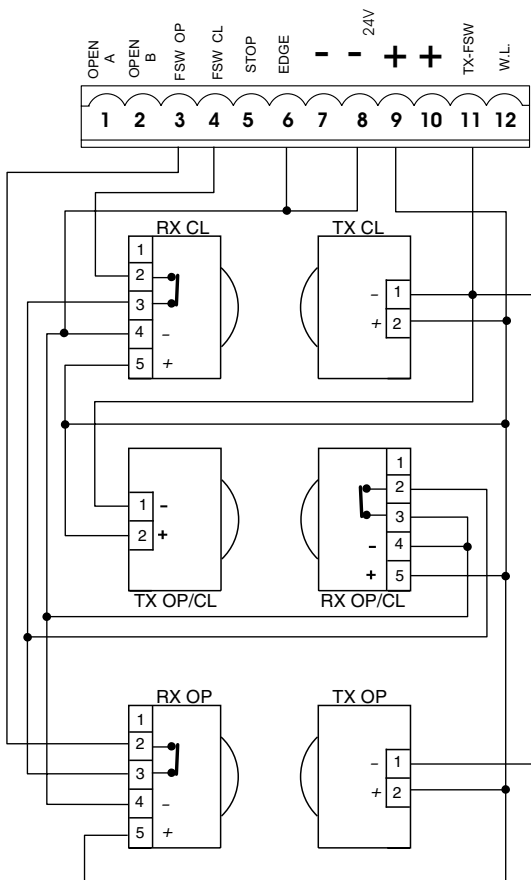 OPEN A
OPEN B
FSW OP
FSW CL
STOP
EDGE
-
-
24V
+
+
TX-FSW
W.L.
1 2 3 4 5 6 7 8 9 10 11 12
RX CL
1
2
3
4 -
5 +
TX CL
- 1
+ 2
1 -
2 +
TX OP/CL
1
2
3
- 4
+ 5
RX OP/CL
RX OP
1
2
3
4 -
5 +
TX OP
- 1
+ 2